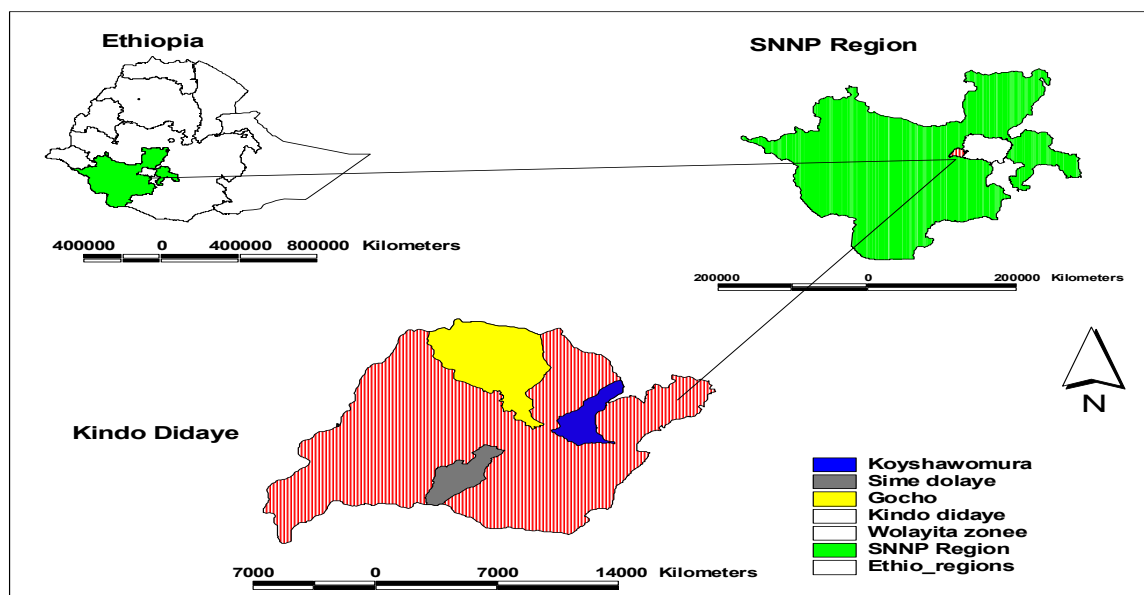 Ethiopia
SNNP Region
400000 0 400000 800000 Kilometers
200000 0 200000 Kilometers
N
Kindo Didaye
Koyshawomura
Sime dolaye
Gocho
Kindo didaye
Wolayita zonee
SNNP Region
Ethio_regions
7000 0 7000 14000 Kilometers